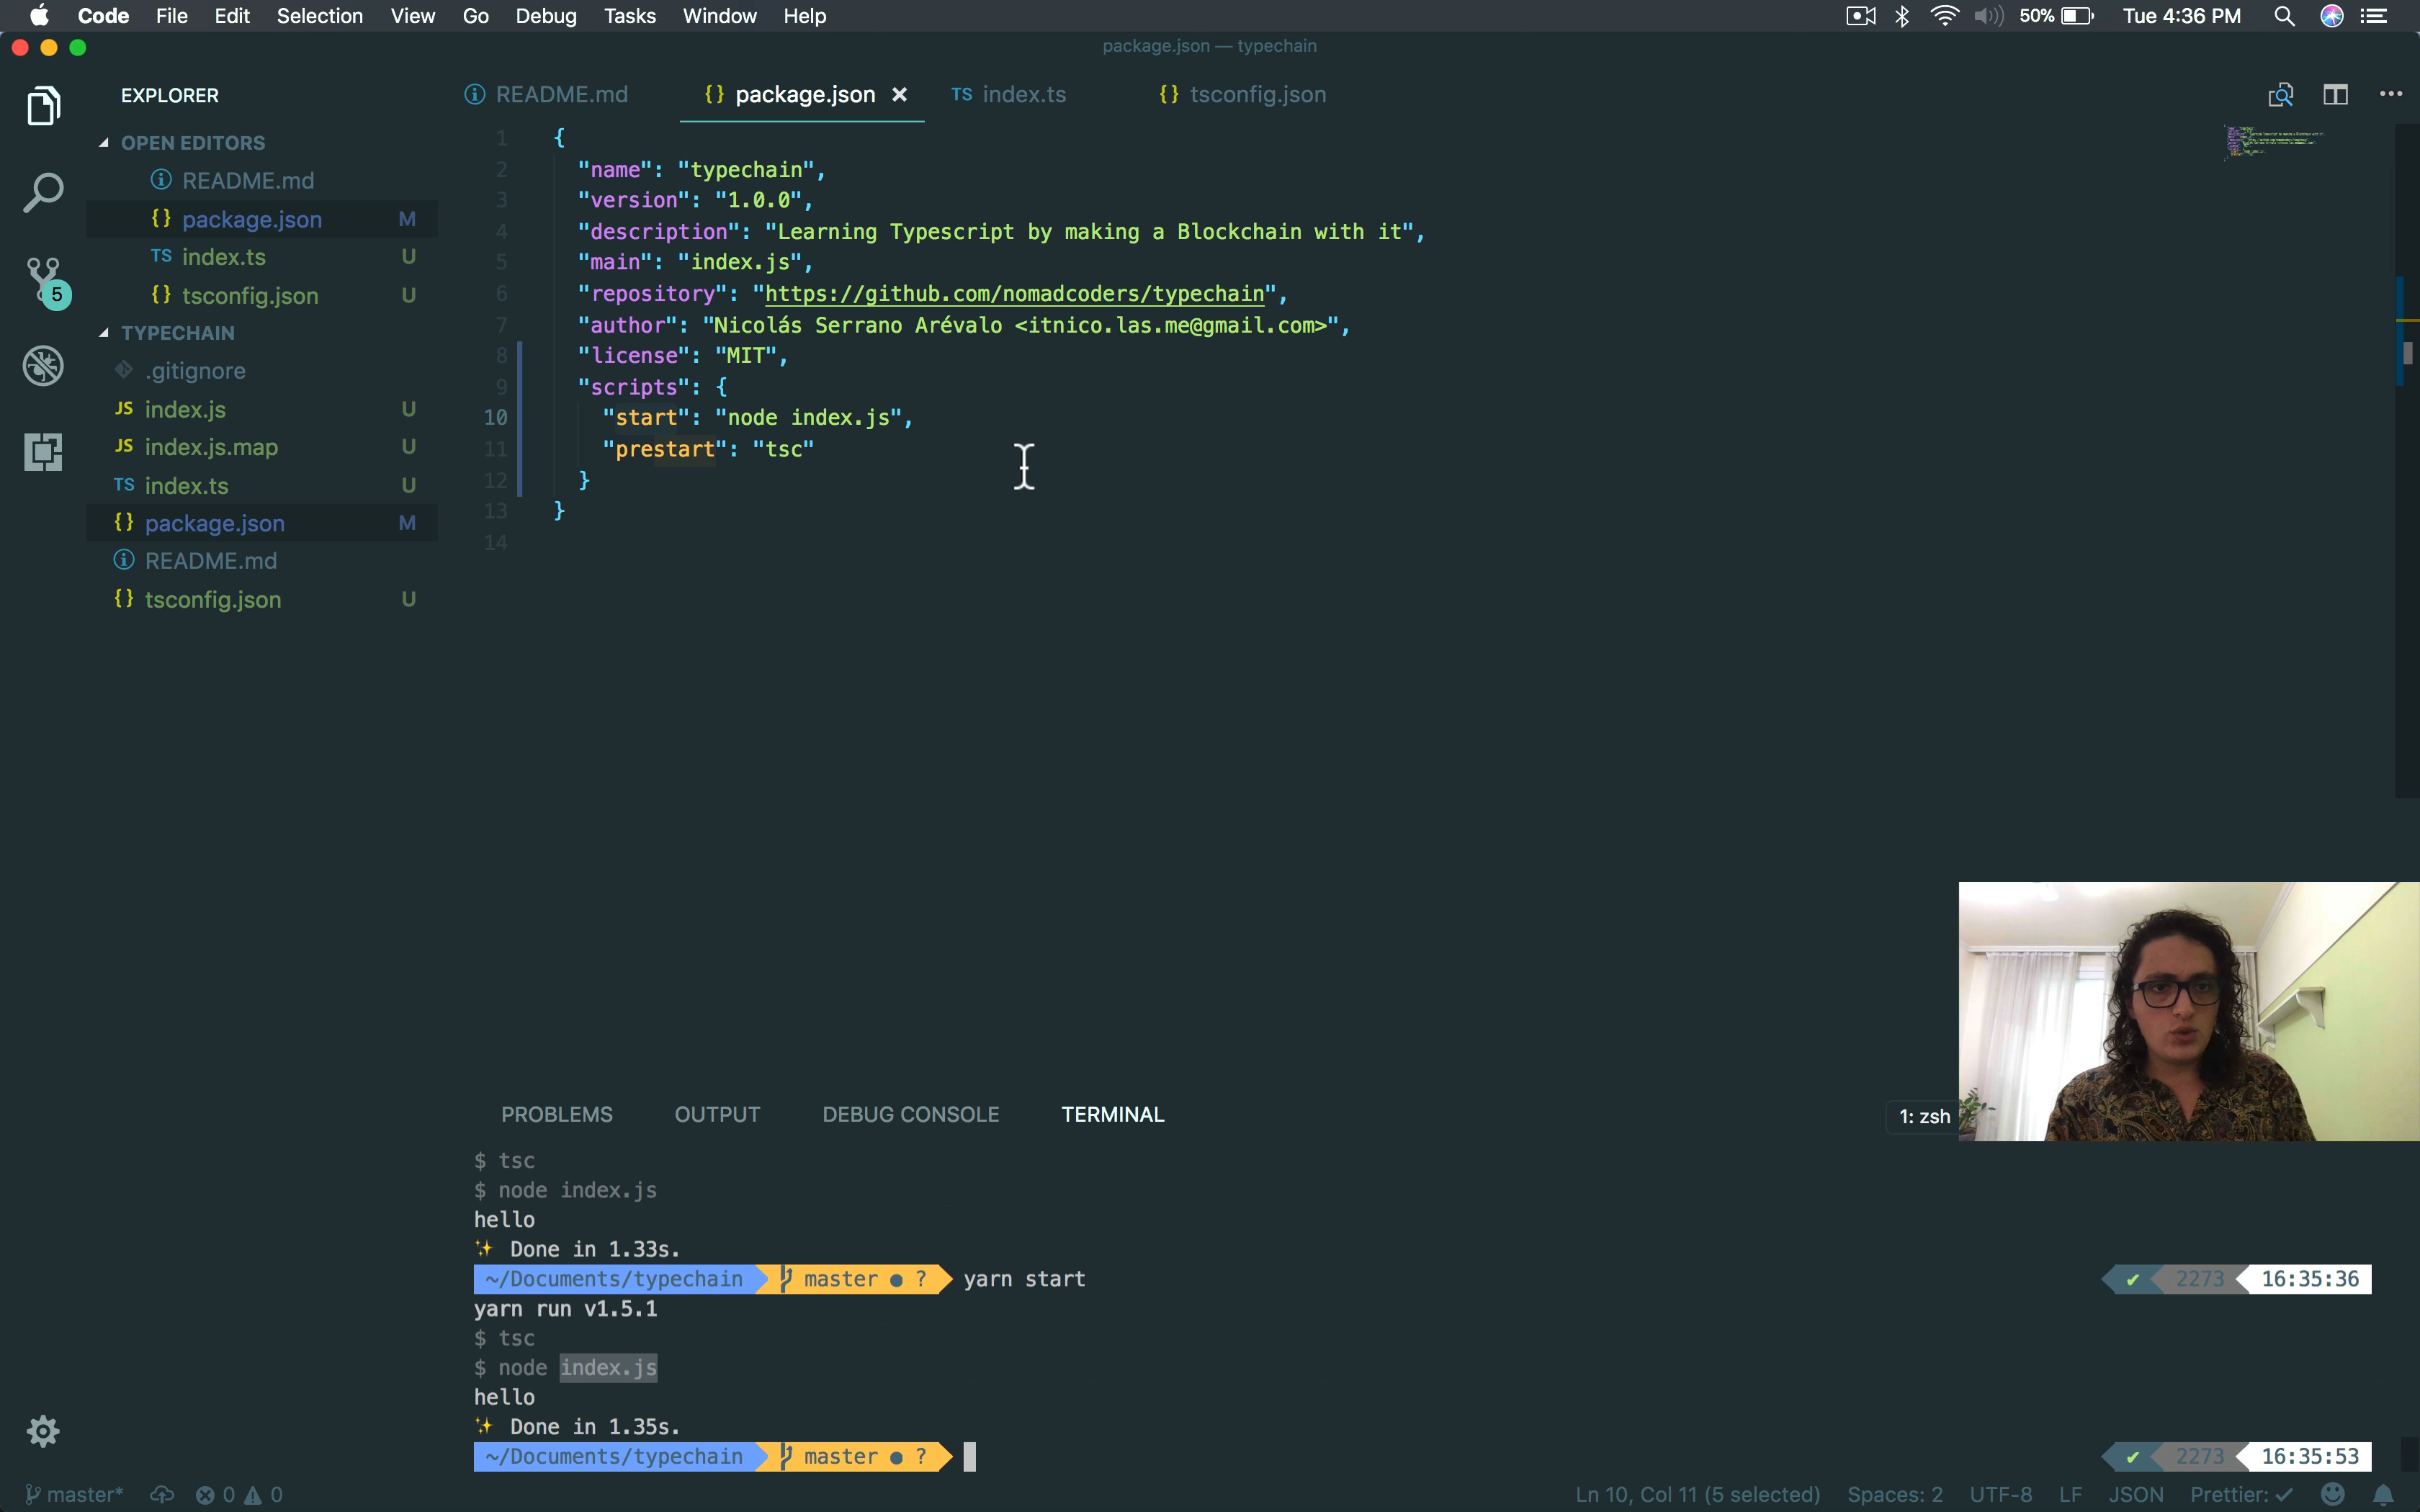 Code File Edit Selection View Go Debug Tasks Window Help 50% Tue 4:36 PM
package.json — typechain
EXPLORER
README.md package.json index.ts tsconfig.json
OPEN EDITORS
README.md
package.json M
TS index.ts U
tsconfig.json U
5
TYPECHAIN
.gitignore
JS index.js U
JS index.js.map U
TS index.ts U
package.json M
README.md
tsconfig.json U
1 {
2 "name": "typechain",
3 "version": "1.0.0",
4 "description": "Learning Typescript by making a Blockchain with it",
5 "main": "index.js",
6 "repository": "https://github.com/nomadcoders/typechain",
7 "author": "Nicolás Serrano Arévalo <itnico.las.me@gmail.com>",
8 "license": "MIT",
9 "scripts": {
10 "start": "node index.js",
11 "prestart": "tsc"
12 }
13 }
14
PROBLEMS OUTPUT DEBUG CONSOLE TERMINAL 1: zsh
$ tsc
$ node index.js
hello
✨ Done in 1.33s.
~/Documents/typechain master ● ? yarn start ✔ 2273 16:35:36
yarn run v1.5.1
$ tsc
$ node index.js
hello
✨ Done in 1.35s.
~/Documents/typechain master ● ? ✔ 2273 16:35:53
master* 0 0 Ln 10, Col 11 (5 selected) Spaces: 2 UTF-8 LF JSON Prettier: ✓